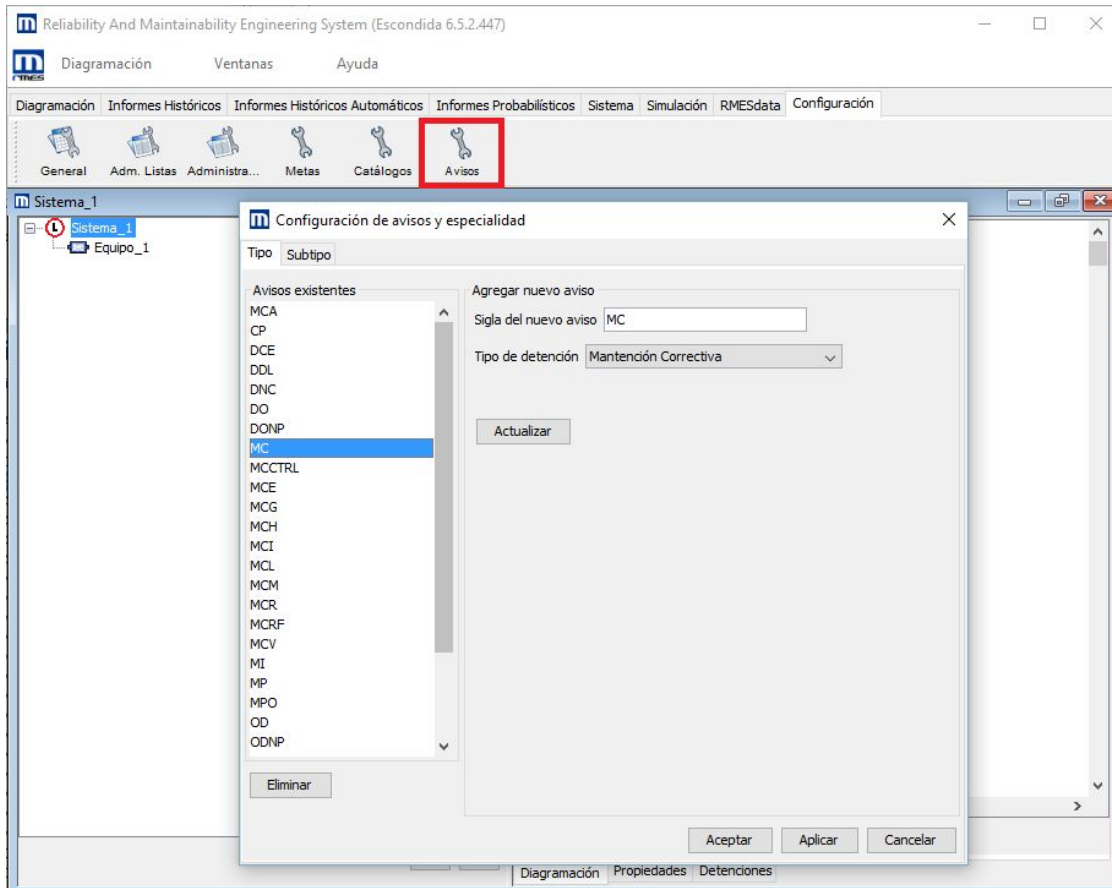 Reliability And Maintainability Engineering System (Escondida 6.5.2.447)
RMES
Diagramación Ventanas Ayuda
Diagramación Informes Históricos Informes Históricos Automáticos Informes Probabilísticos Sistema Simulación RMESdata Configuración
General Adm. Listas Administra... Metas Catálogos Avisos
Sistema_1
L Sistema_1
Equipo_1
Configuración de avisos y especialidad
Tipo Subtipo
Avisos existentes
MCA
CP
DCE
DDL
DNC
DO
DONP
MC
MCCTRL
MCE
MCG
MCH
MCI
MCL
MCM
MCR
MCRF
MCV
MI
MP
MPO
OD
ODNP
Eliminar
Agregar nuevo aviso
Sigla del nuevo aviso MC
Tipo de detención Mantención Correctiva
Actualizar
Aceptar Aplicar Cancelar
Diagramación Propiedades Detenciones